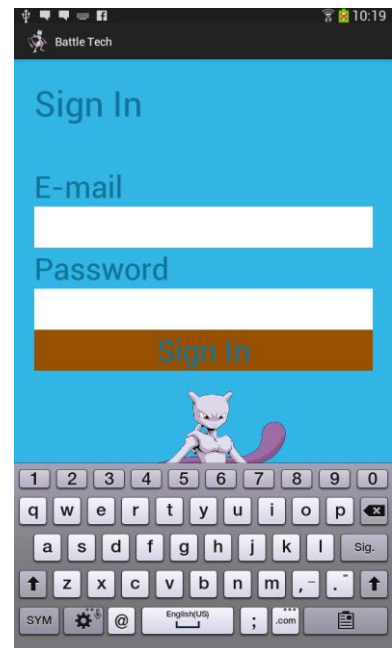 10:19
Battle Tech
Sign In
E-mail
Password
Sign In
1 2 3 4 5 6 7 8 9 0
q w e r t y u i o p
a s d f g h j k l Sig.
z x c v b n m , - . -
SYM @ English(US) ; .com